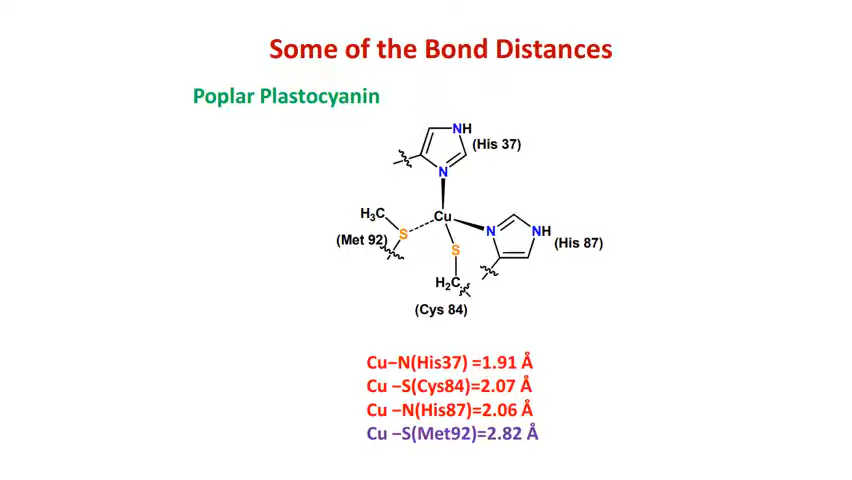 Some of the Bond Distances
Poplar Plastocyanin
NH
(His 37)
N
H₃C
Cu
S
N
NH
(Met 92)
(His 87)
S
H₂C
(Cys 84)
Cu−N(His37) =1.91 Å
Cu −S(Cys84)=2.07 Å
Cu −N(His87)=2.06 Å
Cu −S(Met92)=2.82 Å